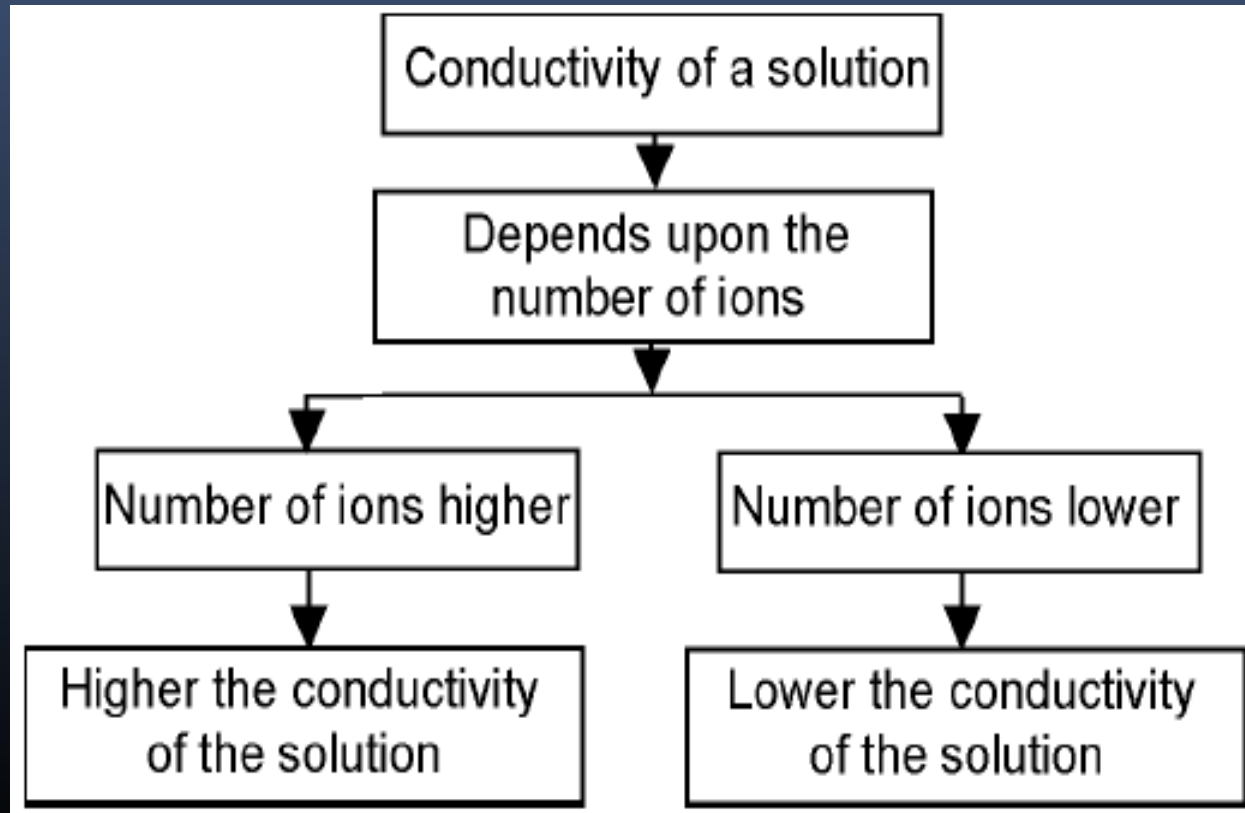 Conductivity of a solution
Depends upon the
number of ions
Number of ions higher
Number of ions lower
Higher the conductivity
of the solution
Lower the conductivity
of the solution